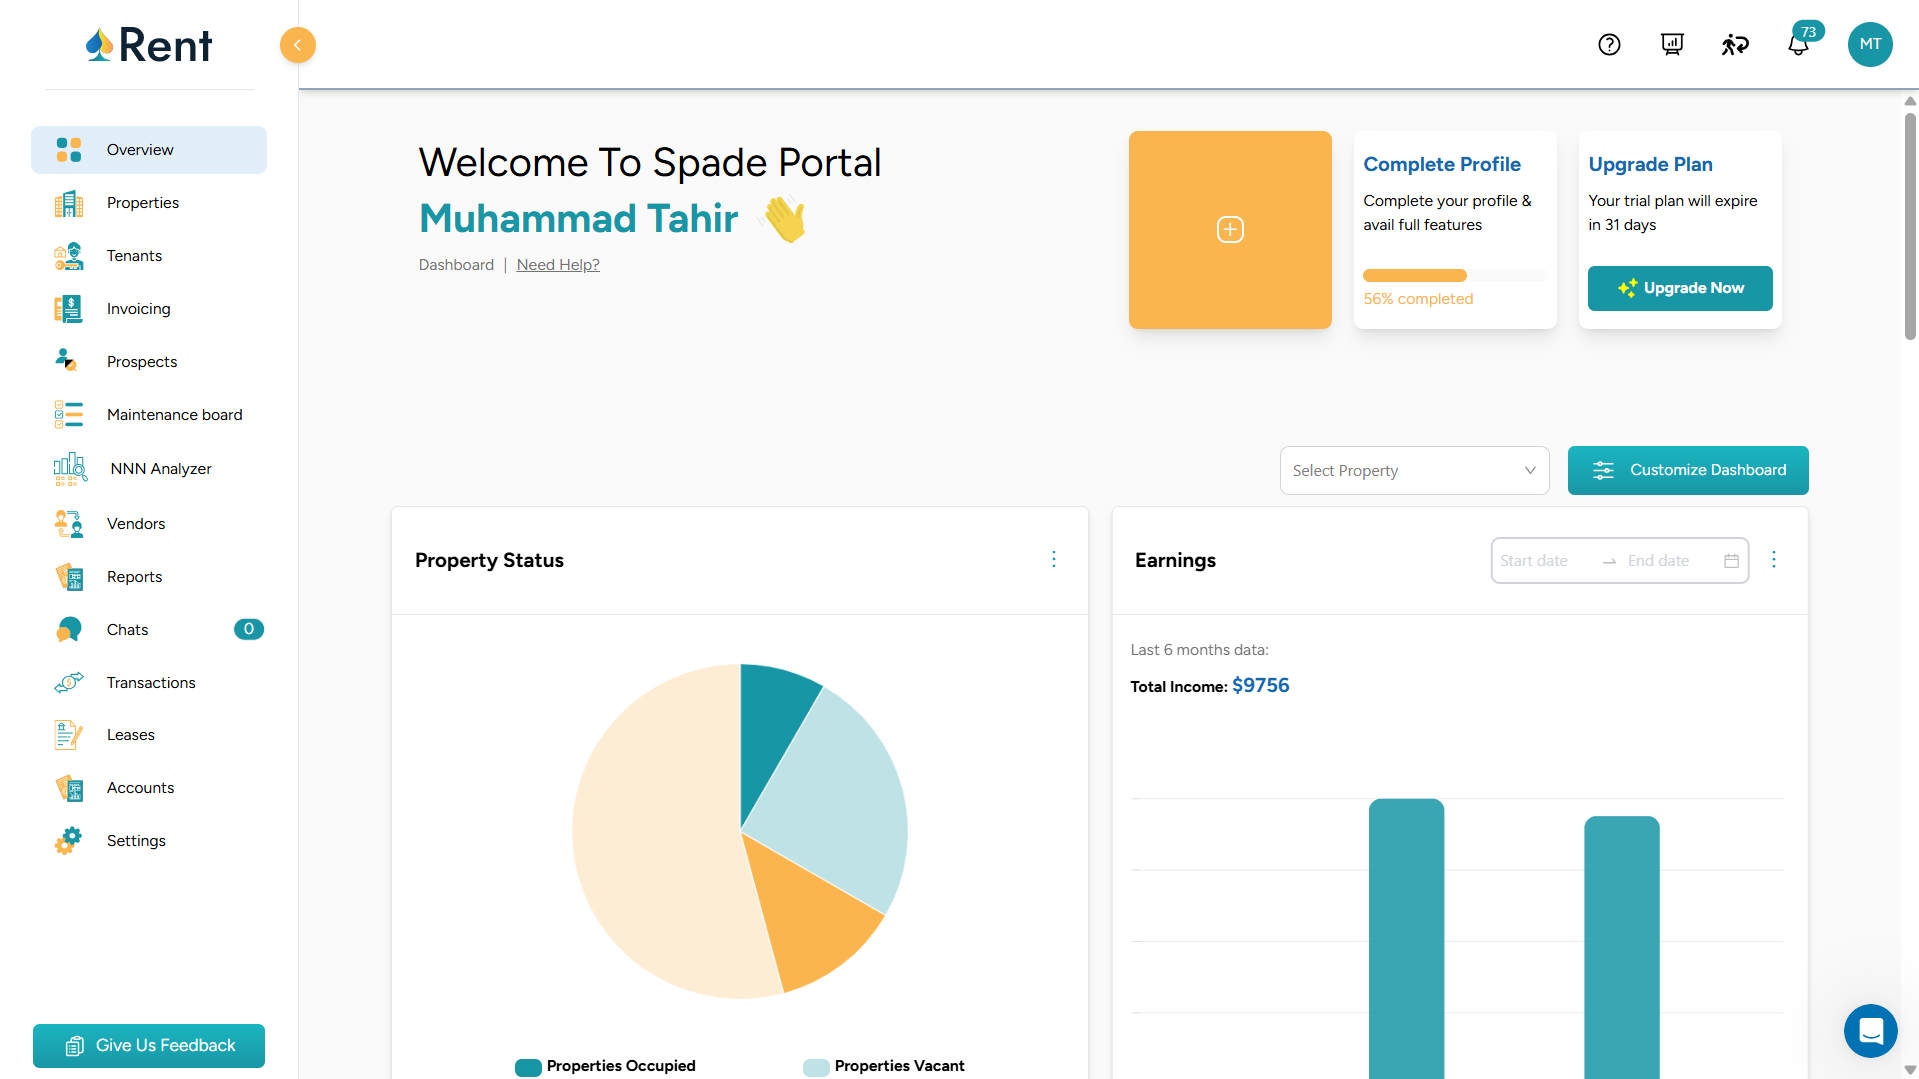 Rent
73
MT
Overview
Properties
Tenants
Invoicing
Prospects
Maintenance board
NNN Analyzer
Vendors
Reports
Chats
0
Transactions
Leases
Accounts
Settings
Give Us Feedback
Welcome To Spade Portal
Muhammad Tahir
Dashboard | Need Help?
Complete Profile
Complete your profile &
avail full features
56% completed
Upgrade Plan
Your trial plan will expire
in 31 days
Upgrade Now
Select Property
Customize Dashboard
Property Status
Properties Occupied
Properties Vacant
Earnings
Start date
End date
Last 6 months data:
Total Income: $9756